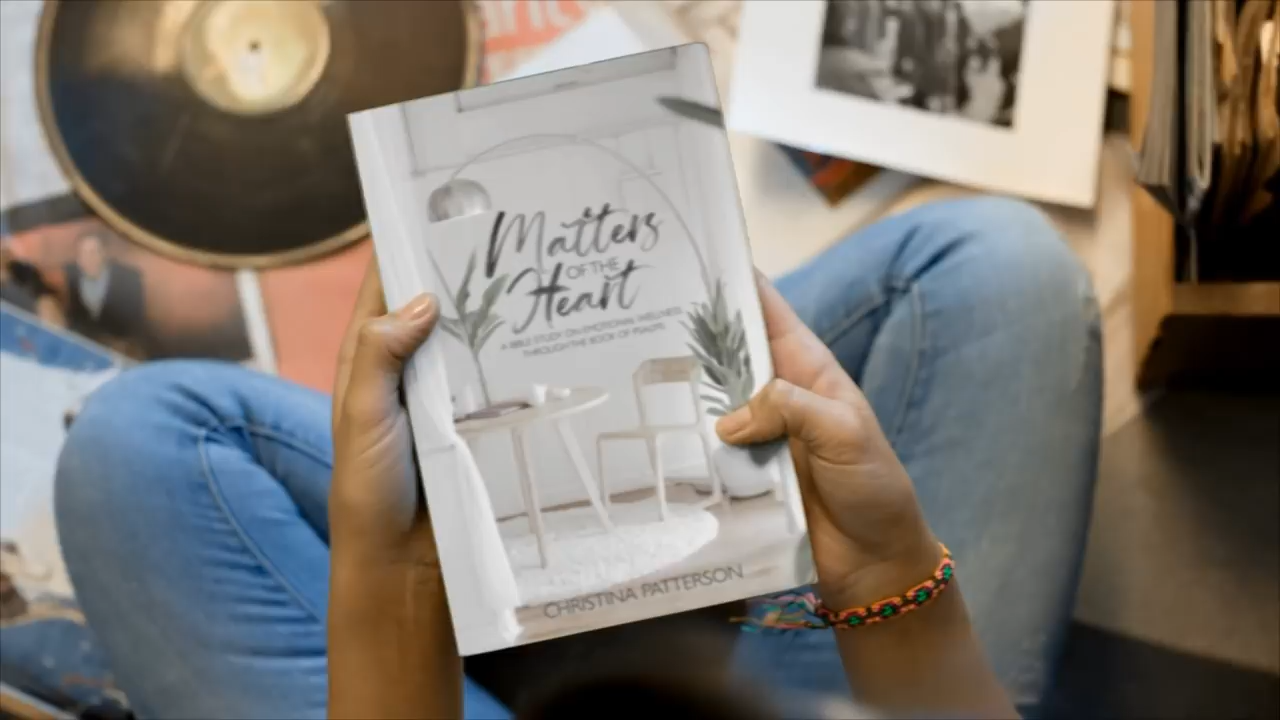 Matters
OF THE
Heart
A BIBLE STUDY ON EMOTIONAL WELLNESS
THROUGH THE BOOK OF PSALMS
CHRISTINA PATTERSON